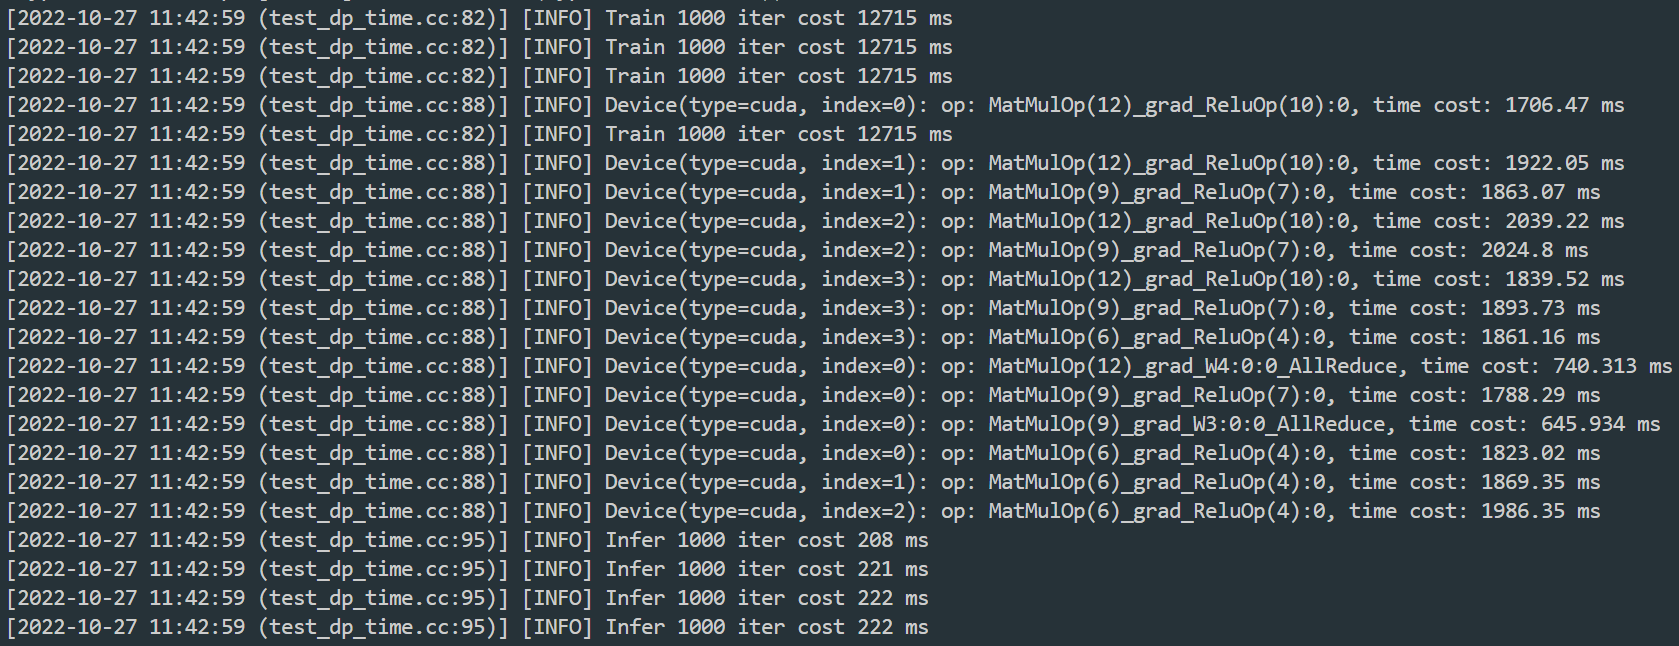 [2022-10-27 11:42:59 (test_dp_time.cc:82)] [INFO] Train 1000 iter cost 12715 ms
[2022-10-27 11:42:59 (test_dp_time.cc:82)] [INFO] Train 1000 iter cost 12715 ms
[2022-10-27 11:42:59 (test_dp_time.cc:82)] [INFO] Train 1000 iter cost 12715 ms
[2022-10-27 11:42:59 (test_dp_time.cc:88)] [INFO] Device(type=cuda, index=0): op: MatMulOp(12)_grad_ReluOp(10):0, time cost: 1706.47 ms
[2022-10-27 11:42:59 (test_dp_time.cc:82)] [INFO] Train 1000 iter cost 12715 ms
[2022-10-27 11:42:59 (test_dp_time.cc:88)] [INFO] Device(type=cuda, index=1): op: MatMulOp(12)_grad_ReluOp(10):0, time cost: 1922.05 ms
[2022-10-27 11:42:59 (test_dp_time.cc:88)] [INFO] Device(type=cuda, index=1): op: MatMulOp(9)_grad_ReluOp(7):0, time cost: 1863.07 ms
[2022-10-27 11:42:59 (test_dp_time.cc:88)] [INFO] Device(type=cuda, index=2): op: MatMulOp(12)_grad_ReluOp(10):0, time cost: 2039.22 ms
[2022-10-27 11:42:59 (test_dp_time.cc:88)] [INFO] Device(type=cuda, index=2): op: MatMulOp(9)_grad_ReluOp(7):0, time cost: 2024.8 ms
[2022-10-27 11:42:59 (test_dp_time.cc:88)] [INFO] Device(type=cuda, index=3): op: MatMulOp(12)_grad_ReluOp(10):0, time cost: 1839.52 ms
[2022-10-27 11:42:59 (test_dp_time.cc:88)] [INFO] Device(type=cuda, index=3): op: MatMulOp(9)_grad_ReluOp(7):0, time cost: 1893.73 ms
[2022-10-27 11:42:59 (test_dp_time.cc:88)] [INFO] Device(type=cuda, index=3): op: MatMulOp(6)_grad_ReluOp(4):0, time cost: 1861.16 ms
[2022-10-27 11:42:59 (test_dp_time.cc:88)] [INFO] Device(type=cuda, index=0): op: MatMulOp(12)_grad_W4:0:0_AllReduce, time cost: 740.313 ms
[2022-10-27 11:42:59 (test_dp_time.cc:88)] [INFO] Device(type=cuda, index=0): op: MatMulOp(9)_grad_ReluOp(7):0, time cost: 1788.29 ms
[2022-10-27 11:42:59 (test_dp_time.cc:88)] [INFO] Device(type=cuda, index=0): op: MatMulOp(9)_grad_W3:0:0_AllReduce, time cost: 645.934 ms
[2022-10-27 11:42:59 (test_dp_time.cc:88)] [INFO] Device(type=cuda, index=0): op: MatMulOp(6)_grad_ReluOp(4):0, time cost: 1823.02 ms
[2022-10-27 11:42:59 (test_dp_time.cc:88)] [INFO] Device(type=cuda, index=1): op: MatMulOp(6)_grad_ReluOp(4):0, time cost: 1869.35 ms
[2022-10-27 11:42:59 (test_dp_time.cc:88)] [INFO] Device(type=cuda, index=2): op: MatMulOp(6)_grad_ReluOp(4):0, time cost: 1986.35 ms
[2022-10-27 11:42:59 (test_dp_time.cc:95)] [INFO] Infer 1000 iter cost 208 ms
[2022-10-27 11:42:59 (test_dp_time.cc:95)] [INFO] Infer 1000 iter cost 221 ms
[2022-10-27 11:42:59 (test_dp_time.cc:95)] [INFO] Infer 1000 iter cost 222 ms
[2022-10-27 11:42:59 (test_dp_time.cc:95)] [INFO] Infer 1000 iter cost 222 ms